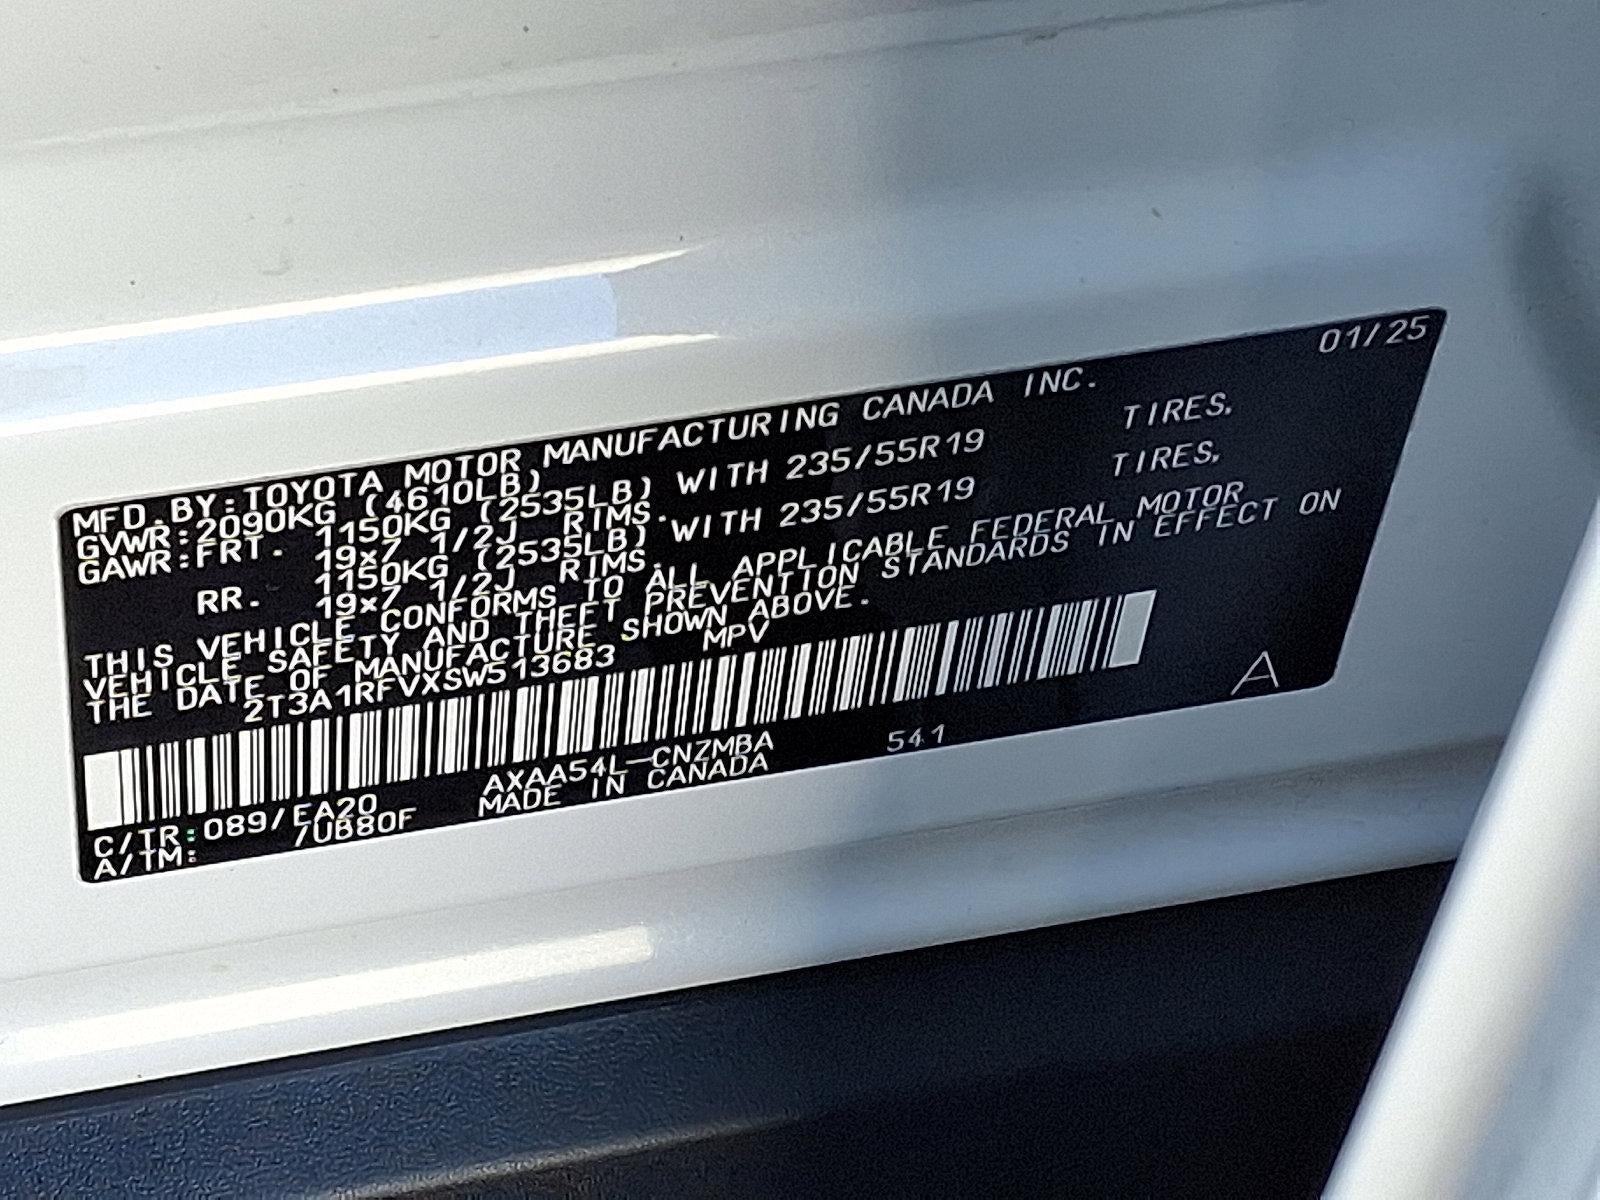 01/25
MFD.BY:TOYOTA MOTOR MANUFACTURING CANADA INC.
GVWR:2090KG (4610LB)
GAWR:FRT. 1150KG (2535LB) WITH 235/55R19 TIRES.
19x7 1/2J RIMS.
RR. 1150KG (2535LB) WITH 235/55R19 TIRES.
19x7 1/2J RIMS.
THIS VEHICLE CONFORMS TO ALL APPLICABLE FEDERAL MOTOR
VEHICLE SAFETY AND THEFT PREVENTION STANDARDS IN EFFECT ON
THE DATE OF MANUFACTURE SHOWN ABOVE.
2T3A1RFVXSW513683 MPV
A
C/TR:089/EA20 AXAA54L-CNZMBA 541
A/TM: /UB80F MADE IN CANADA